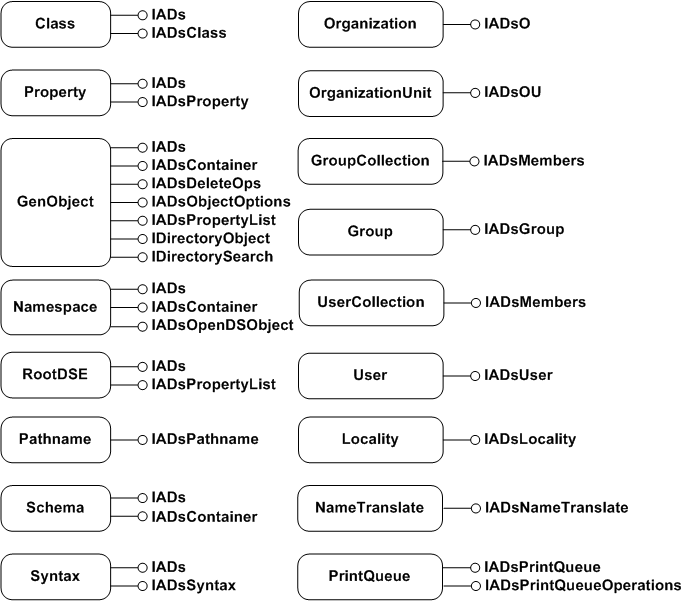 Class
IADs
IADsClass
Property
IADs
IADsProperty
GenObject
IADs
IADsContainer
IADsDeleteOps
IADsObjectOptions
IADsPropertyList
IDirectoryObject
IDirectorySearch
Namespace
IADs
IADsContainer
IADsOpenDSObject
RootDSE
IADs
IADsPropertyList
Pathname
IADsPathname
Schema
IADs
IADsContainer
Syntax
IADs
IADsSyntax
Organization
IADsO
OrganizationUnit
IADsOU
GroupCollection
IADsMembers
Group
IADsGroup
UserCollection
IADsMembers
User
IADsUser
Locality
IADsLocality
NameTranslate
IADsNameTranslate
PrintQueue
IADsPrintQueue
IADsPrintQueueOperations